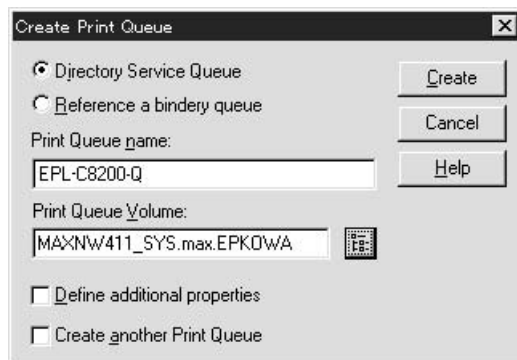 Create Print Queue
Directory Service Queue
Reference a bindery queue
Print Queue name:
EPL-C8200-Q
Print Queue Volume:
MAXNW411_SYS.max.EPKOWA
Define additional properties
Create another Print Queue
Create
Cancel
Help